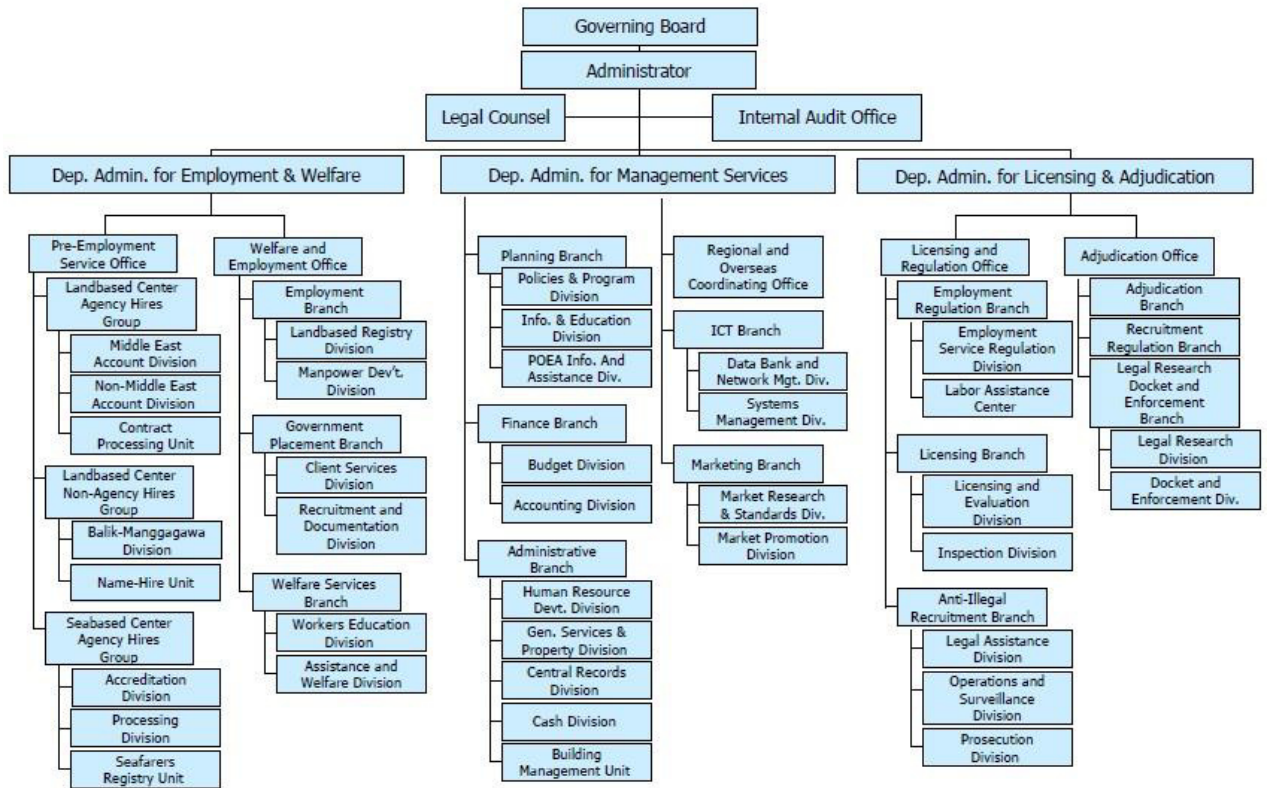 Governing Board
Administrator
Legal Counsel
Internal Audit Office
Dep. Admin. for Employment & Welfare
Dep. Admin. for Management Services
Dep. Admin. for Licensing & Adjudication
Pre-Employment
Service Office
Landbased Center
Agency Hires
Group
Middle East
Account Division
Non-Middle East
Account Division
Contract
Processing Unit
Landbased Center
Non-Agency Hires
Group
Balik-Manggagawa
Division
Name-Hire Unit
Seabased Center
Agency Hires
Group
Accreditation
Division
Processing
Division
Seafarers
Registry Unit
Welfare and
Employment Office
Employment
Branch
Landbased Registry
Division
Manpower Dev't.
Division
Government
Placement Branch
Client Services
Division
Recruitment and
Documentation
Division
Welfare Services
Branch
Workers Education
Division
Assistance and
Welfare Division
Planning Branch
Policies & Program
Division
Info. & Education
Division
POEA Info. And
Assistance Div.
Finance Branch
Budget Division
Accounting Division
Administrative
Branch
Human Resource
Devt. Division
Gen. Services &
Property Division
Central Records
Division
Cash Division
Building
Management Unit
Regional and
Overseas
Coordinating Office
ICT Branch
Data Bank and
Network Mgt. Div.
Systems
Management Div.
Marketing Branch
Market Research
& Standards Div.
Market Promotion
Division
Licensing and
Regulation Office
Employment
Regulation Branch
Employment
Service Regulation
Division
Labor Assistance
Center
Licensing Branch
Licensing and
Evaluation
Division
Inspection Division
Anti-Illegal
Recruitment Branch
Legal Assistance
Division
Operations and
Surveillance
Division
Prosecution
Division
Adjudication Office
Adjudication
Branch
Recruitment
Regulation Branch
Legal Research
Docket and
Enforcement
Branch
Legal Research
Division
Docket and
Enforcement Div.